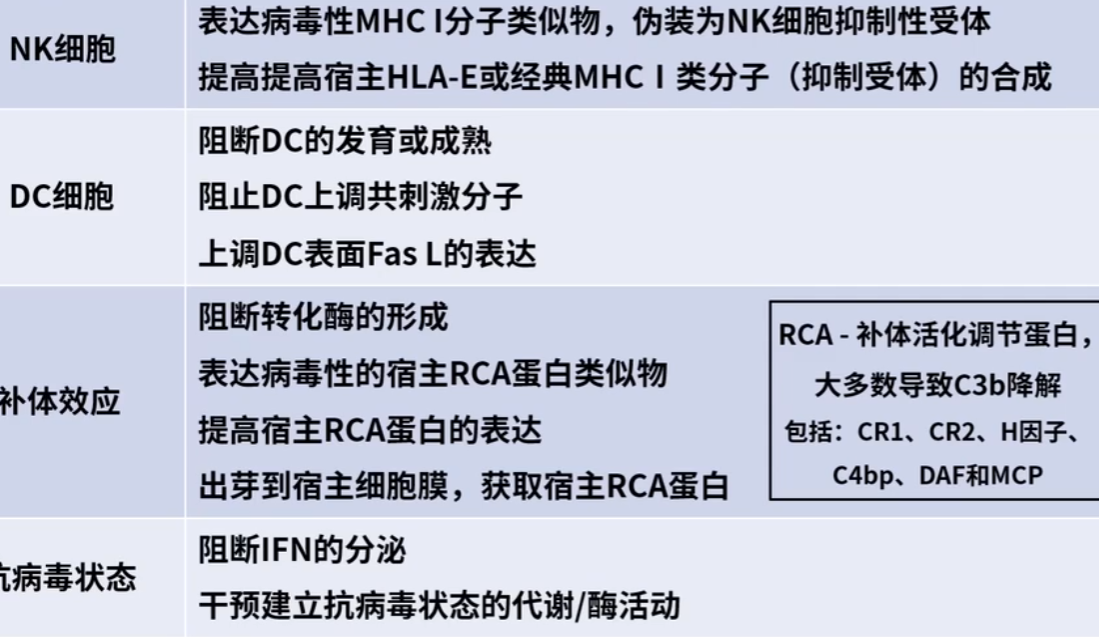 NK细胞
表达病毒性MHC I分子类似物，伪装为NK细胞抑制性受体
提高提高宿主HLA-E或经典MHC I 类分子（抑制受体）的合成
DC细胞
阻断DC的发育或成熟
阻止DC上调共刺激分子
上调DC表面Fas L的表达
补体效应
阻断转化酶的形成
表达病毒性的宿主RCA蛋白类似物
提高宿主RCA蛋白的表达
出芽到宿主细胞膜，获取宿主RCA蛋白
RCA - 补体活化调节蛋白，
大多数导致C3b降解
包括：CR1、CR2、H因子、
C4bp、DAF和MCP
抗病毒状态
阻断IFN的分泌
干预建立抗病毒状态的代谢/酶活动